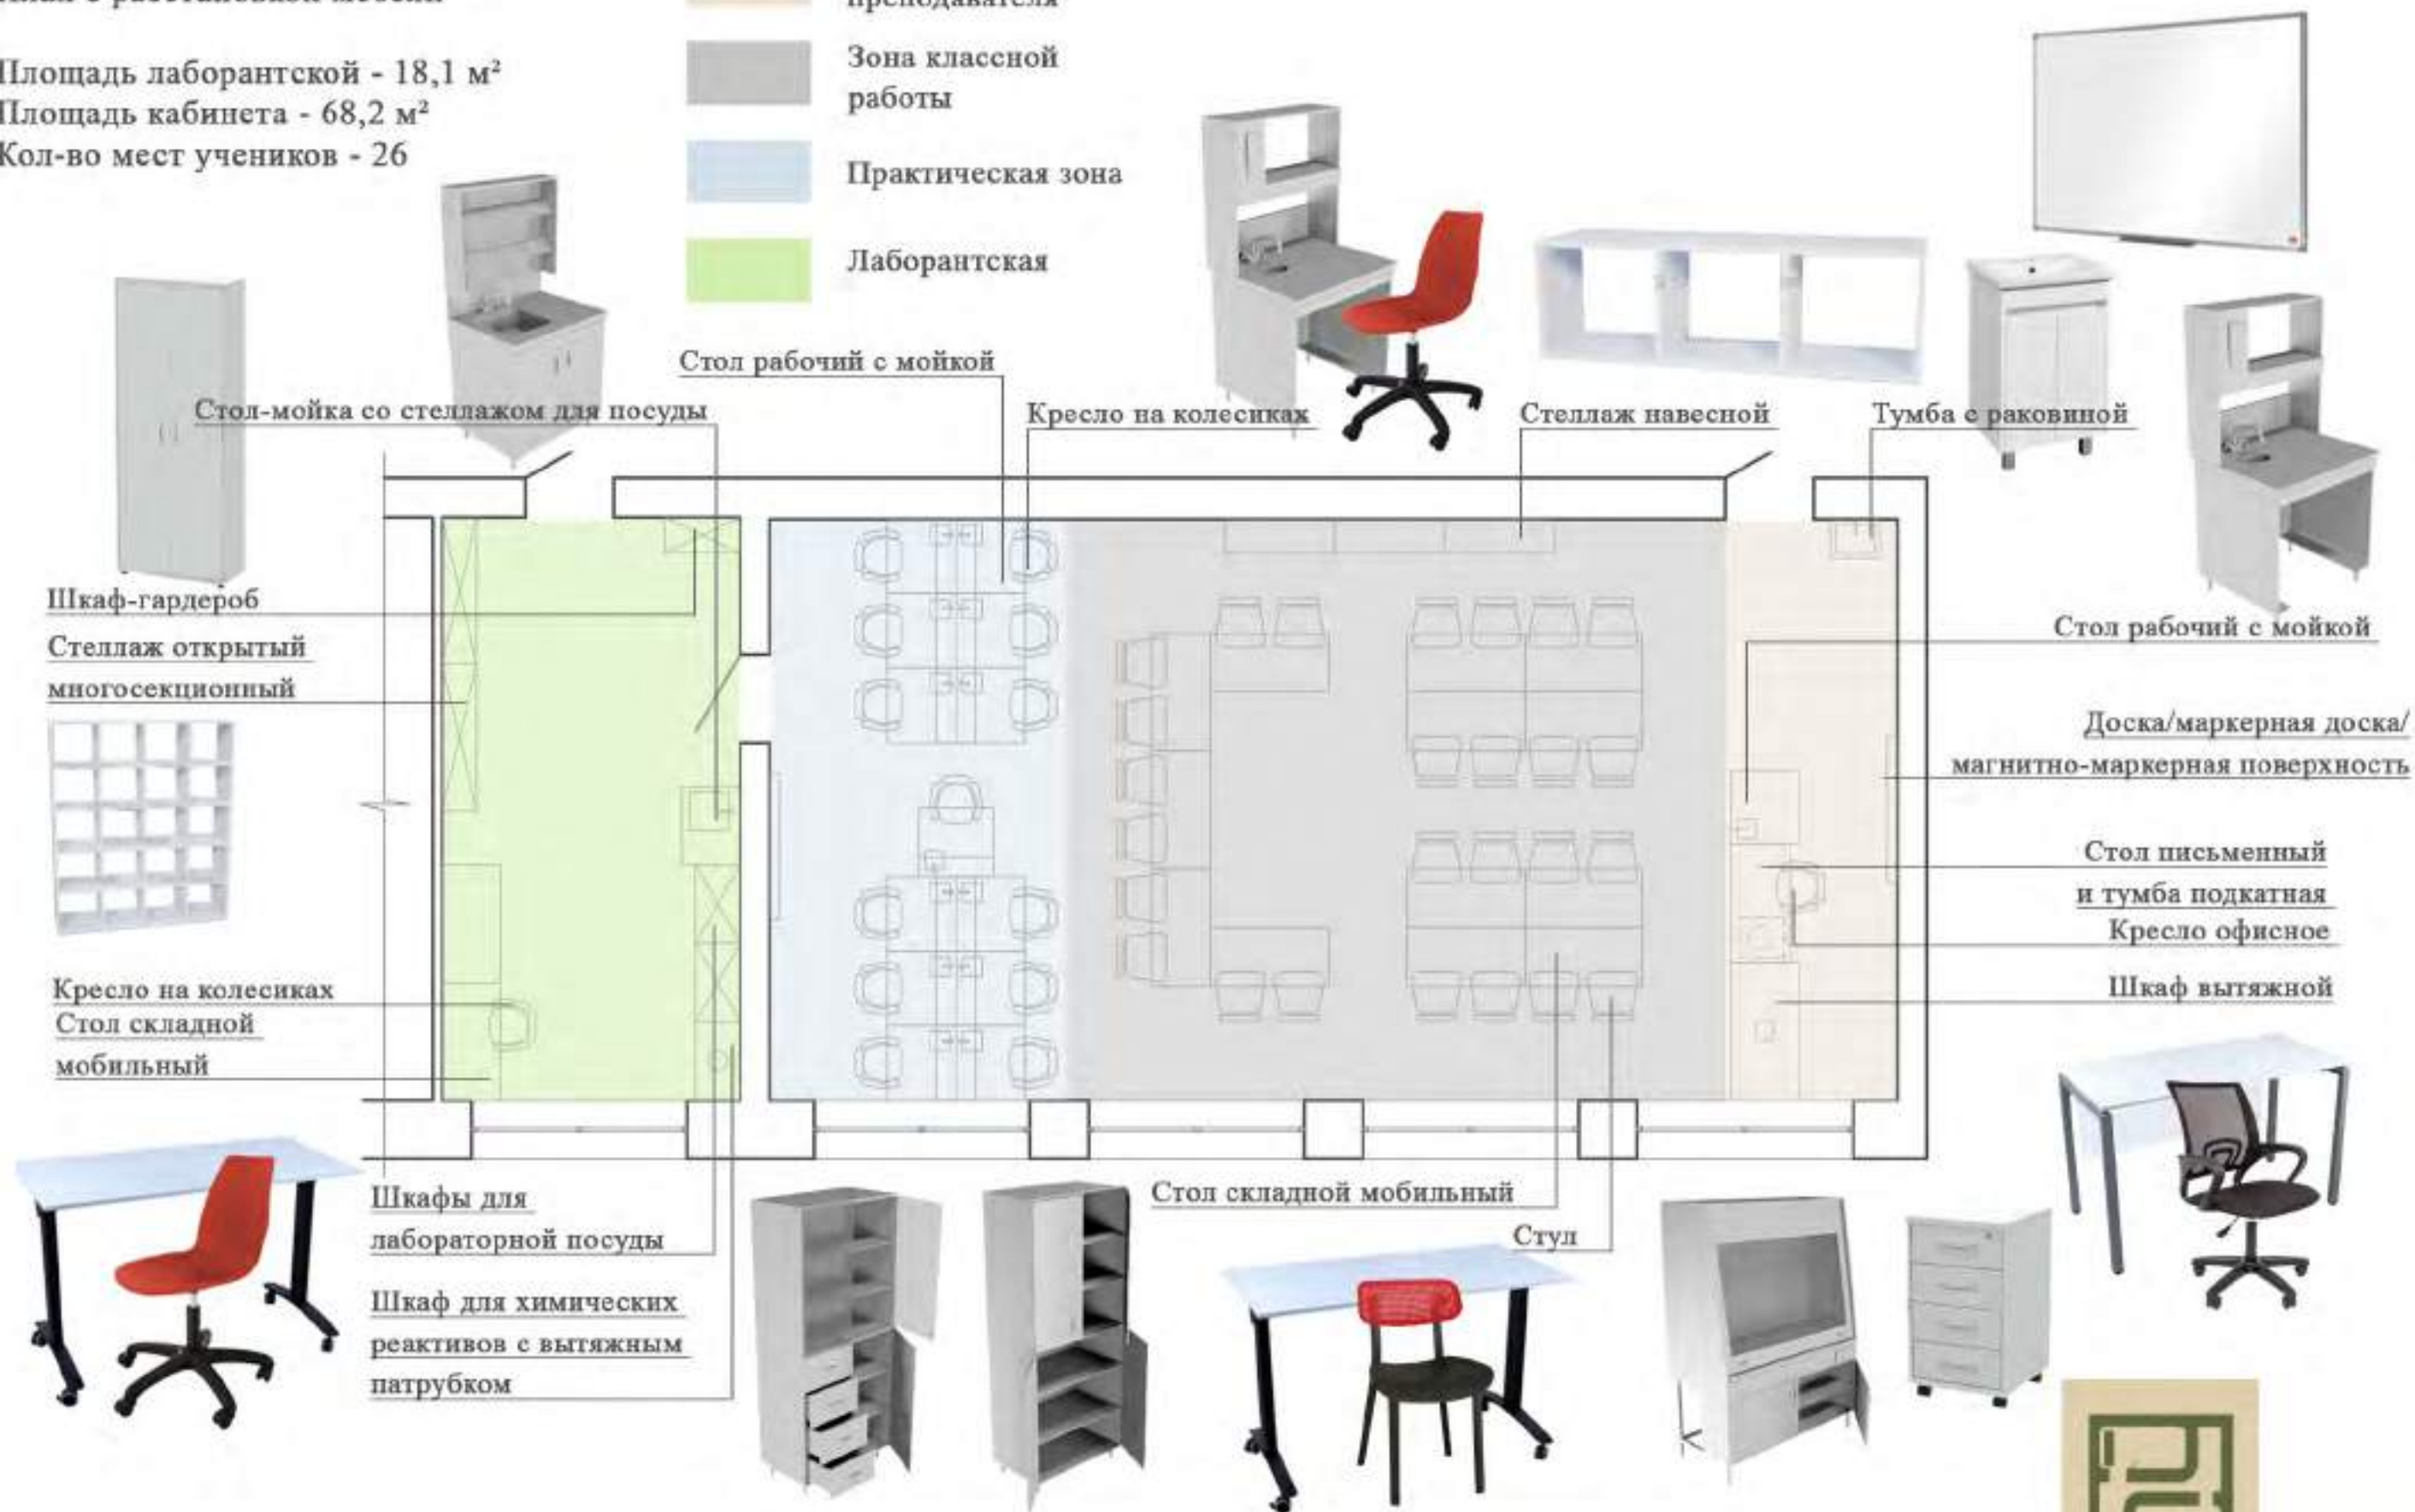 Площадь лаборантской - 18,1 м²
Площадь кабинета - 68,2 м²
Кол-во мест учеников - 26
преподавателя
Зона классной
работы
Практическая зона
Лаборантская
Стол рабочий с мойкой
Стол-мойка со стеллажом для посуды
Кресло на колесиках
Стеллаж навесной
Тумба с раковиной
Шкаф-гардероб
Стеллаж открытый
многосекционный
Стол рабочий с мойкой
Доска/маркерная доска/
магнитно-маркерная поверхность
Стол письменный
и тумба подкатная
Кресло офисное
Шкаф вытяжной
Кресло на колесиках
Стол складной
мобильный
Шкафы для
лабораторной посуды
Шкаф для химических
реактивов с вытяжным
патрубком
Стол складной мобильный
Стул